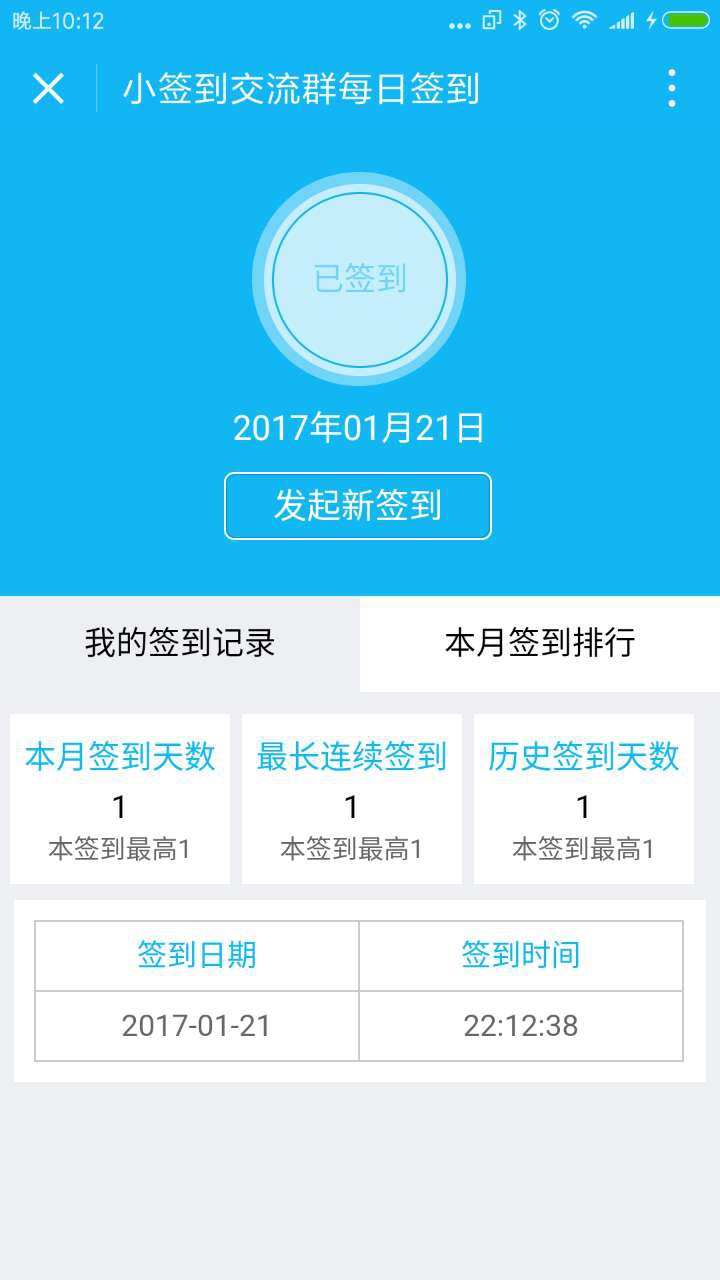 晚上10:12
小签到交流群每日签到
已签到
2017年01月21日
发起新签到
我的签到记录 本月签到排行
本月签到天数 最长连续签到 历史签到天数
1 1 1
本签到最高1 本签到最高1 本签到最高1
签到日期 签到时间
2017-01-21 22:12:38